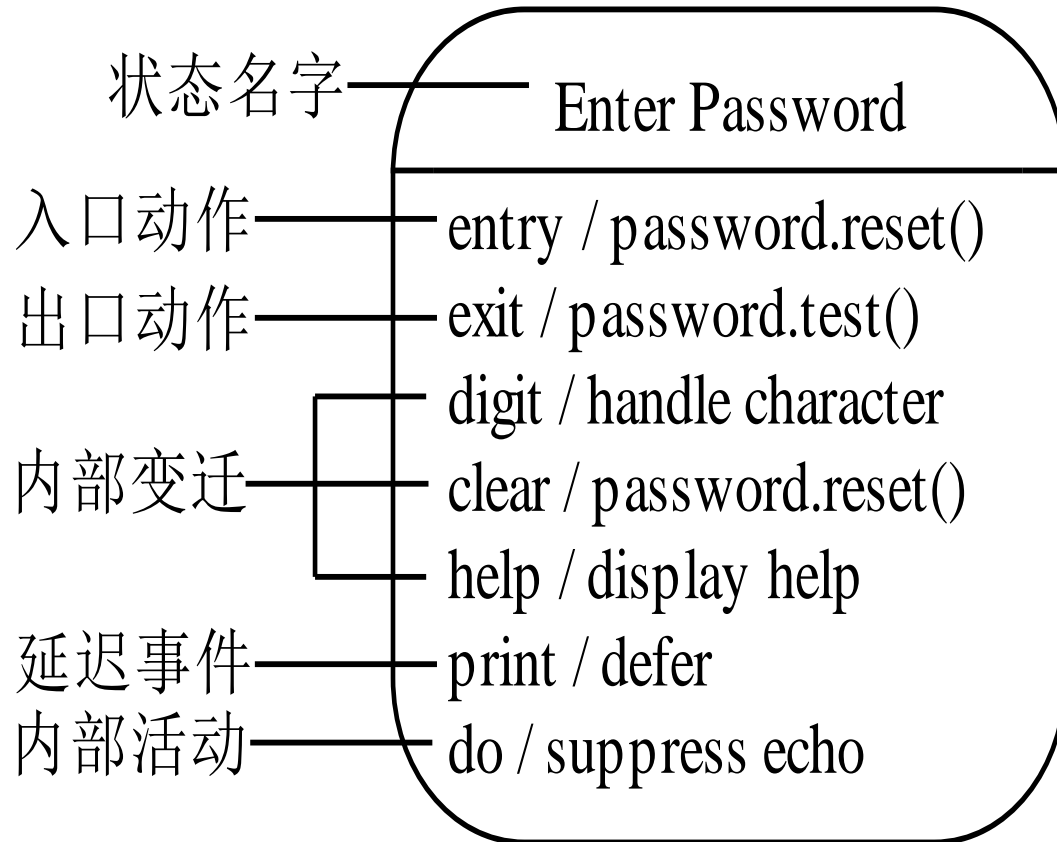 状态名字 Enter Password
入口动作 entry / password.reset()
出口动作 exit / password.test()
digit / handle character
内部变迁 clear / password.reset()
help / display help
延迟事件 print / defer
内部活动 do / suppress echo